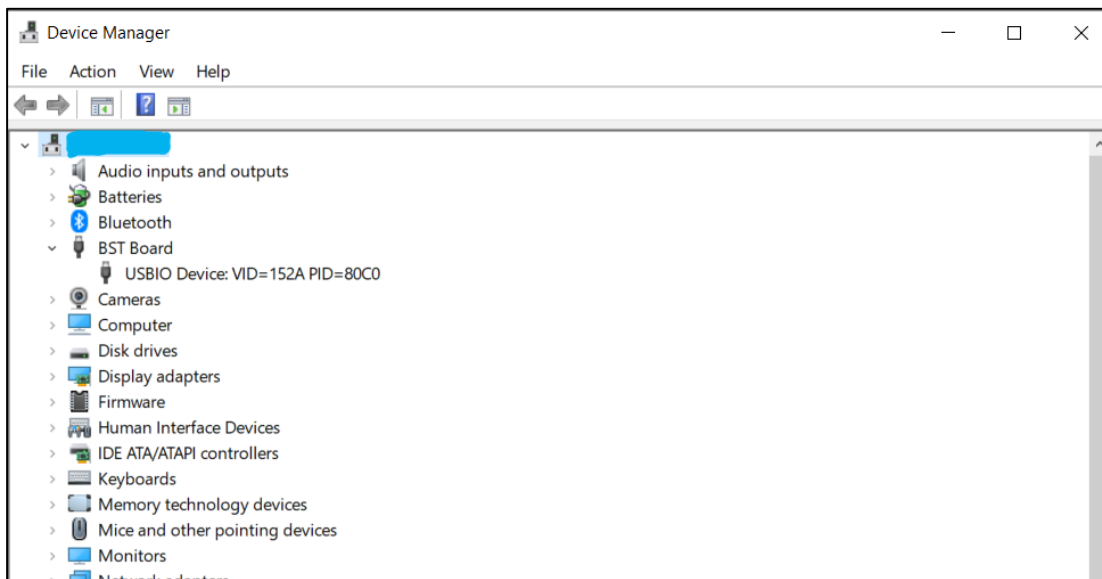 Device Manager
File Action View Help
Audio inputs and outputs
Batteries
Bluetooth
BST Board
USBIO Device: VID=152A PID=80C0
Cameras
Computer
Disk drives
Display adapters
Firmware
Human Interface Devices
IDE ATA/ATAPI controllers
Keyboards
Memory technology devices
Mice and other pointing devices
Monitors
Network adapters